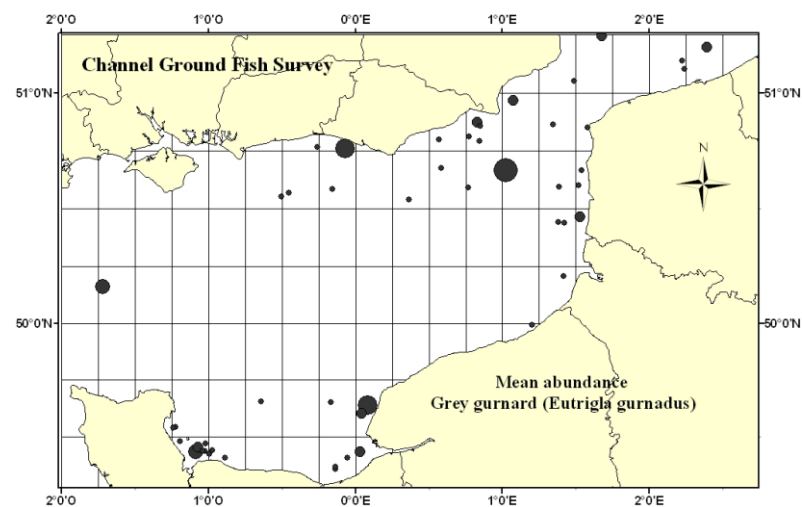 2°0' 1°0' 0°0'E 1°0'E 2°0'E
Channel Ground Fish Survey
51°0'N 51°0'N
N
50°0'N 50°0'N
Mean abundance
Grey gurnard (Eutrigla gurnadus)
2°0' 1°0' 0°0'E 1°0'E 2°0'E